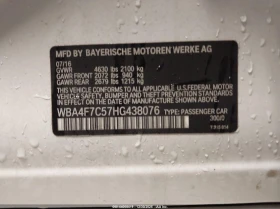 MFD BY BAYERISCHE MOTOREN WERKE AG
07/16
GVWR 4630 lbs 2100 kg
GAWR FRONT 2072 lbs 940 kg
GAWR REAR 2679 lbs 1215 kg
THIS VEHICLE CONFORMS TO ALL APPLICABLE
U.S. FEDERAL MOTOR VEHICLE SAFETY, BUMPER
AND THEFT PREVENTION STANDARDS
IN EFFECT ON THE DATE OF MANUFACTURE SHOWN ABOVE.
WBA4F7C57HG438076 TYPE: PASSENGER CAR
300/0